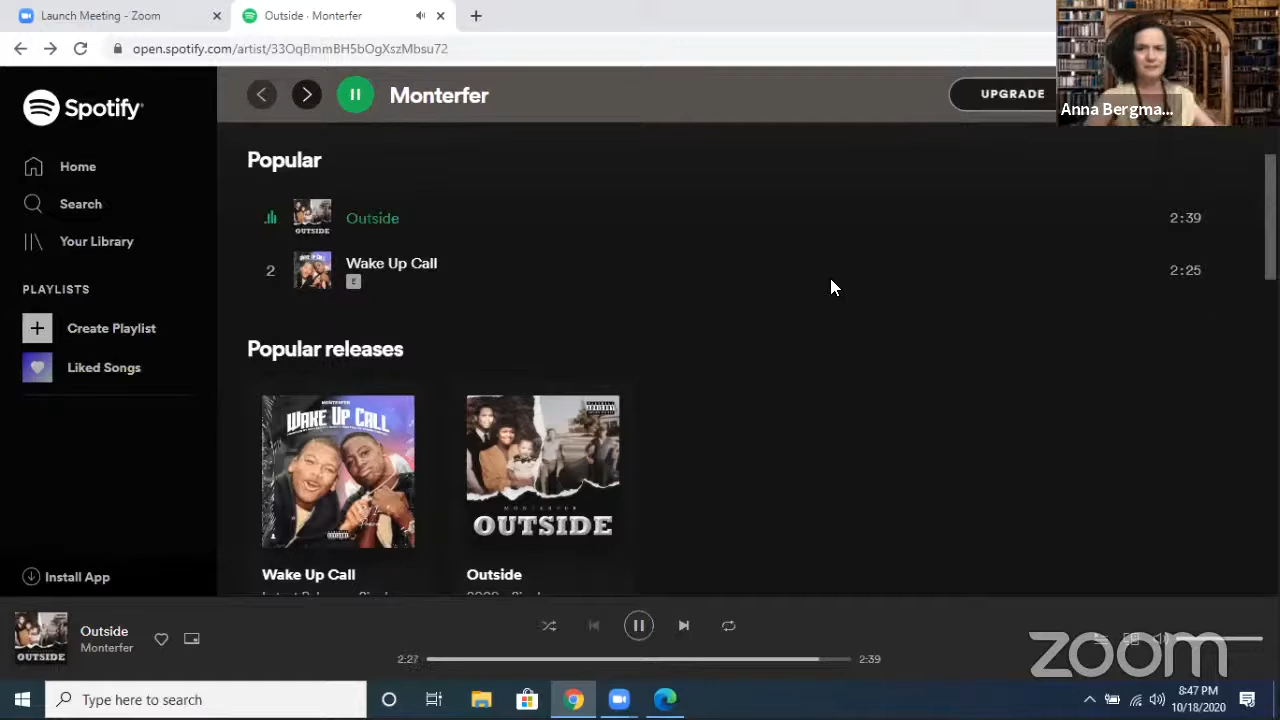 Launch Meeting - Zoom
Outside · Monterfer
open.spotify.com/artist/33OqBmmBH5bOgXszMbsu72
Spotify
Monterfer
UPGRADE
Anna Bergma...
Home
Search
Your Library
PLAYLISTS
Create Playlist
Liked Songs
Install App
Popular
Outside
2:39
2
Wake Up Call
E
2:25
Popular releases
MONTERFER
WAKE UP CALL
MONTERFER
OUTSIDE
Wake Up Call
Outside
OUTSIDE
Outside
Monterfer
2:27
2:39
zoom
Type here to search
8:47 PM
10/18/2020